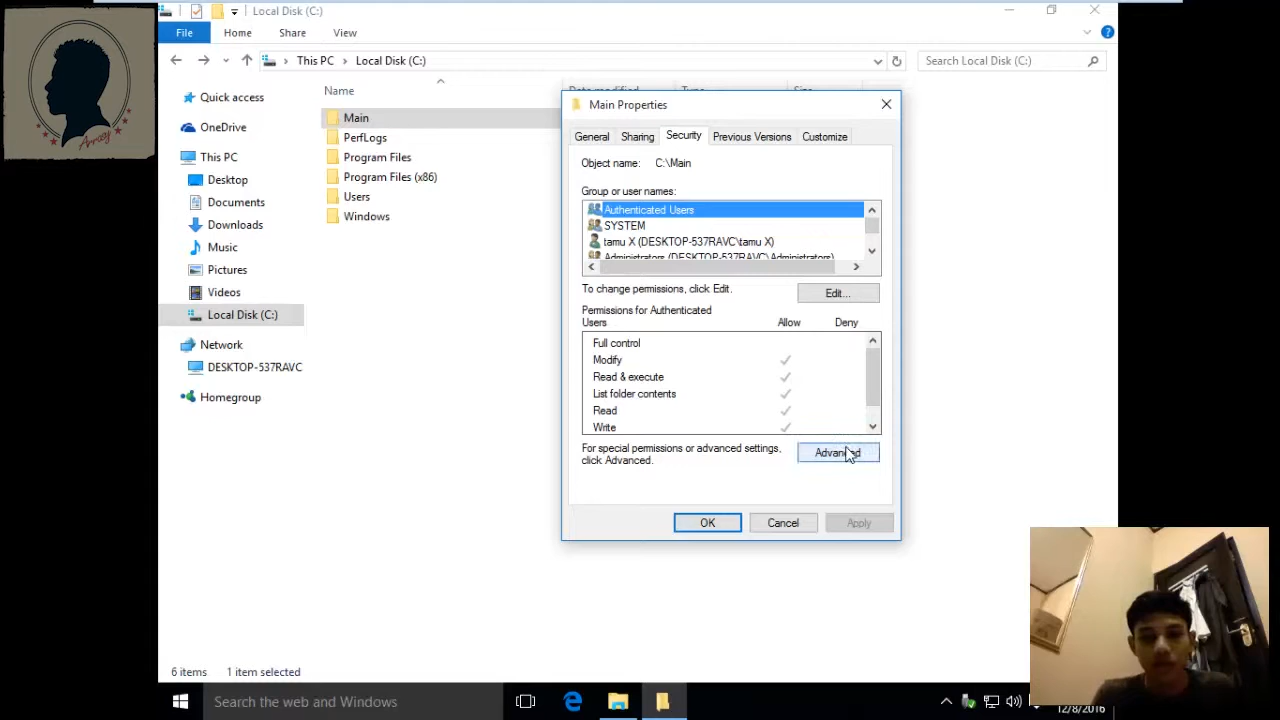 Local Disk (C:)
File Home Share View
This PC Local Disk (C:)
Search Local Disk (C:)
Quick access
OneDrive
This PC
Desktop
Documents
Downloads
Music
Pictures
Videos
Local Disk (C:)
Network
DESKTOP-537RAVC
Homegroup
Name Date modified Type Size
Main
PerfLogs
Program Files
Program Files (x86)
Users
Windows
Main Properties
General Sharing Security Previous Versions Customize
Object name: C:\Main
Group or user names:
Authenticated Users
SYSTEM
tamu X (DESKTOP-537RAVC\tamu X)
Administrators (DESKTOP-537RAVC\Administrators)
To change permissions, click Edit.
Edit...
Permissions for Authenticated
Users Allow Deny
Full control
Modify
Read & execute
List folder contents
Read
Write
For special permissions or advanced settings,
click Advanced.
Advanced
OK Cancel Apply
6 items 1 item selected
Search the web and Windows
12/8/2016